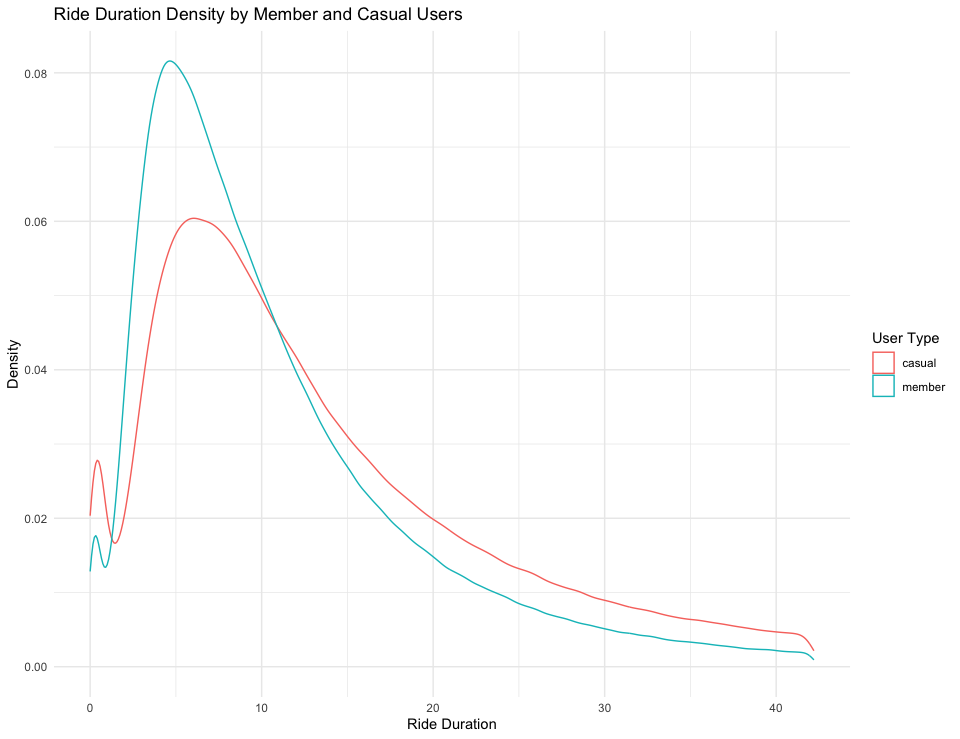 Ride Duration Density by Member and Casual Users
0.08
0.06
0.04
0.02
0.00
Density
0 10 20 30 40
Ride Duration
User Type
casual
member